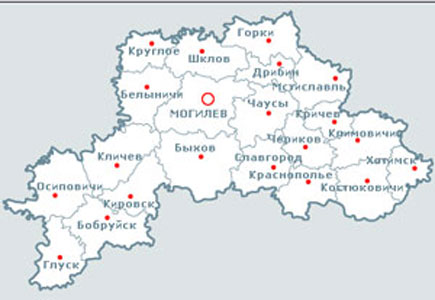 Горки
Круглое
Шклов
Дрибин
Мстиславль
Белыничи
МОГИЛЕВ
Чаусы
Кричев
Климовичи
Чериков
Быхов
Славгород
Хотимск
Кличев
Краснополье
Костюковичи
Осиповичи
Кировск
Бобруйск
Глуск